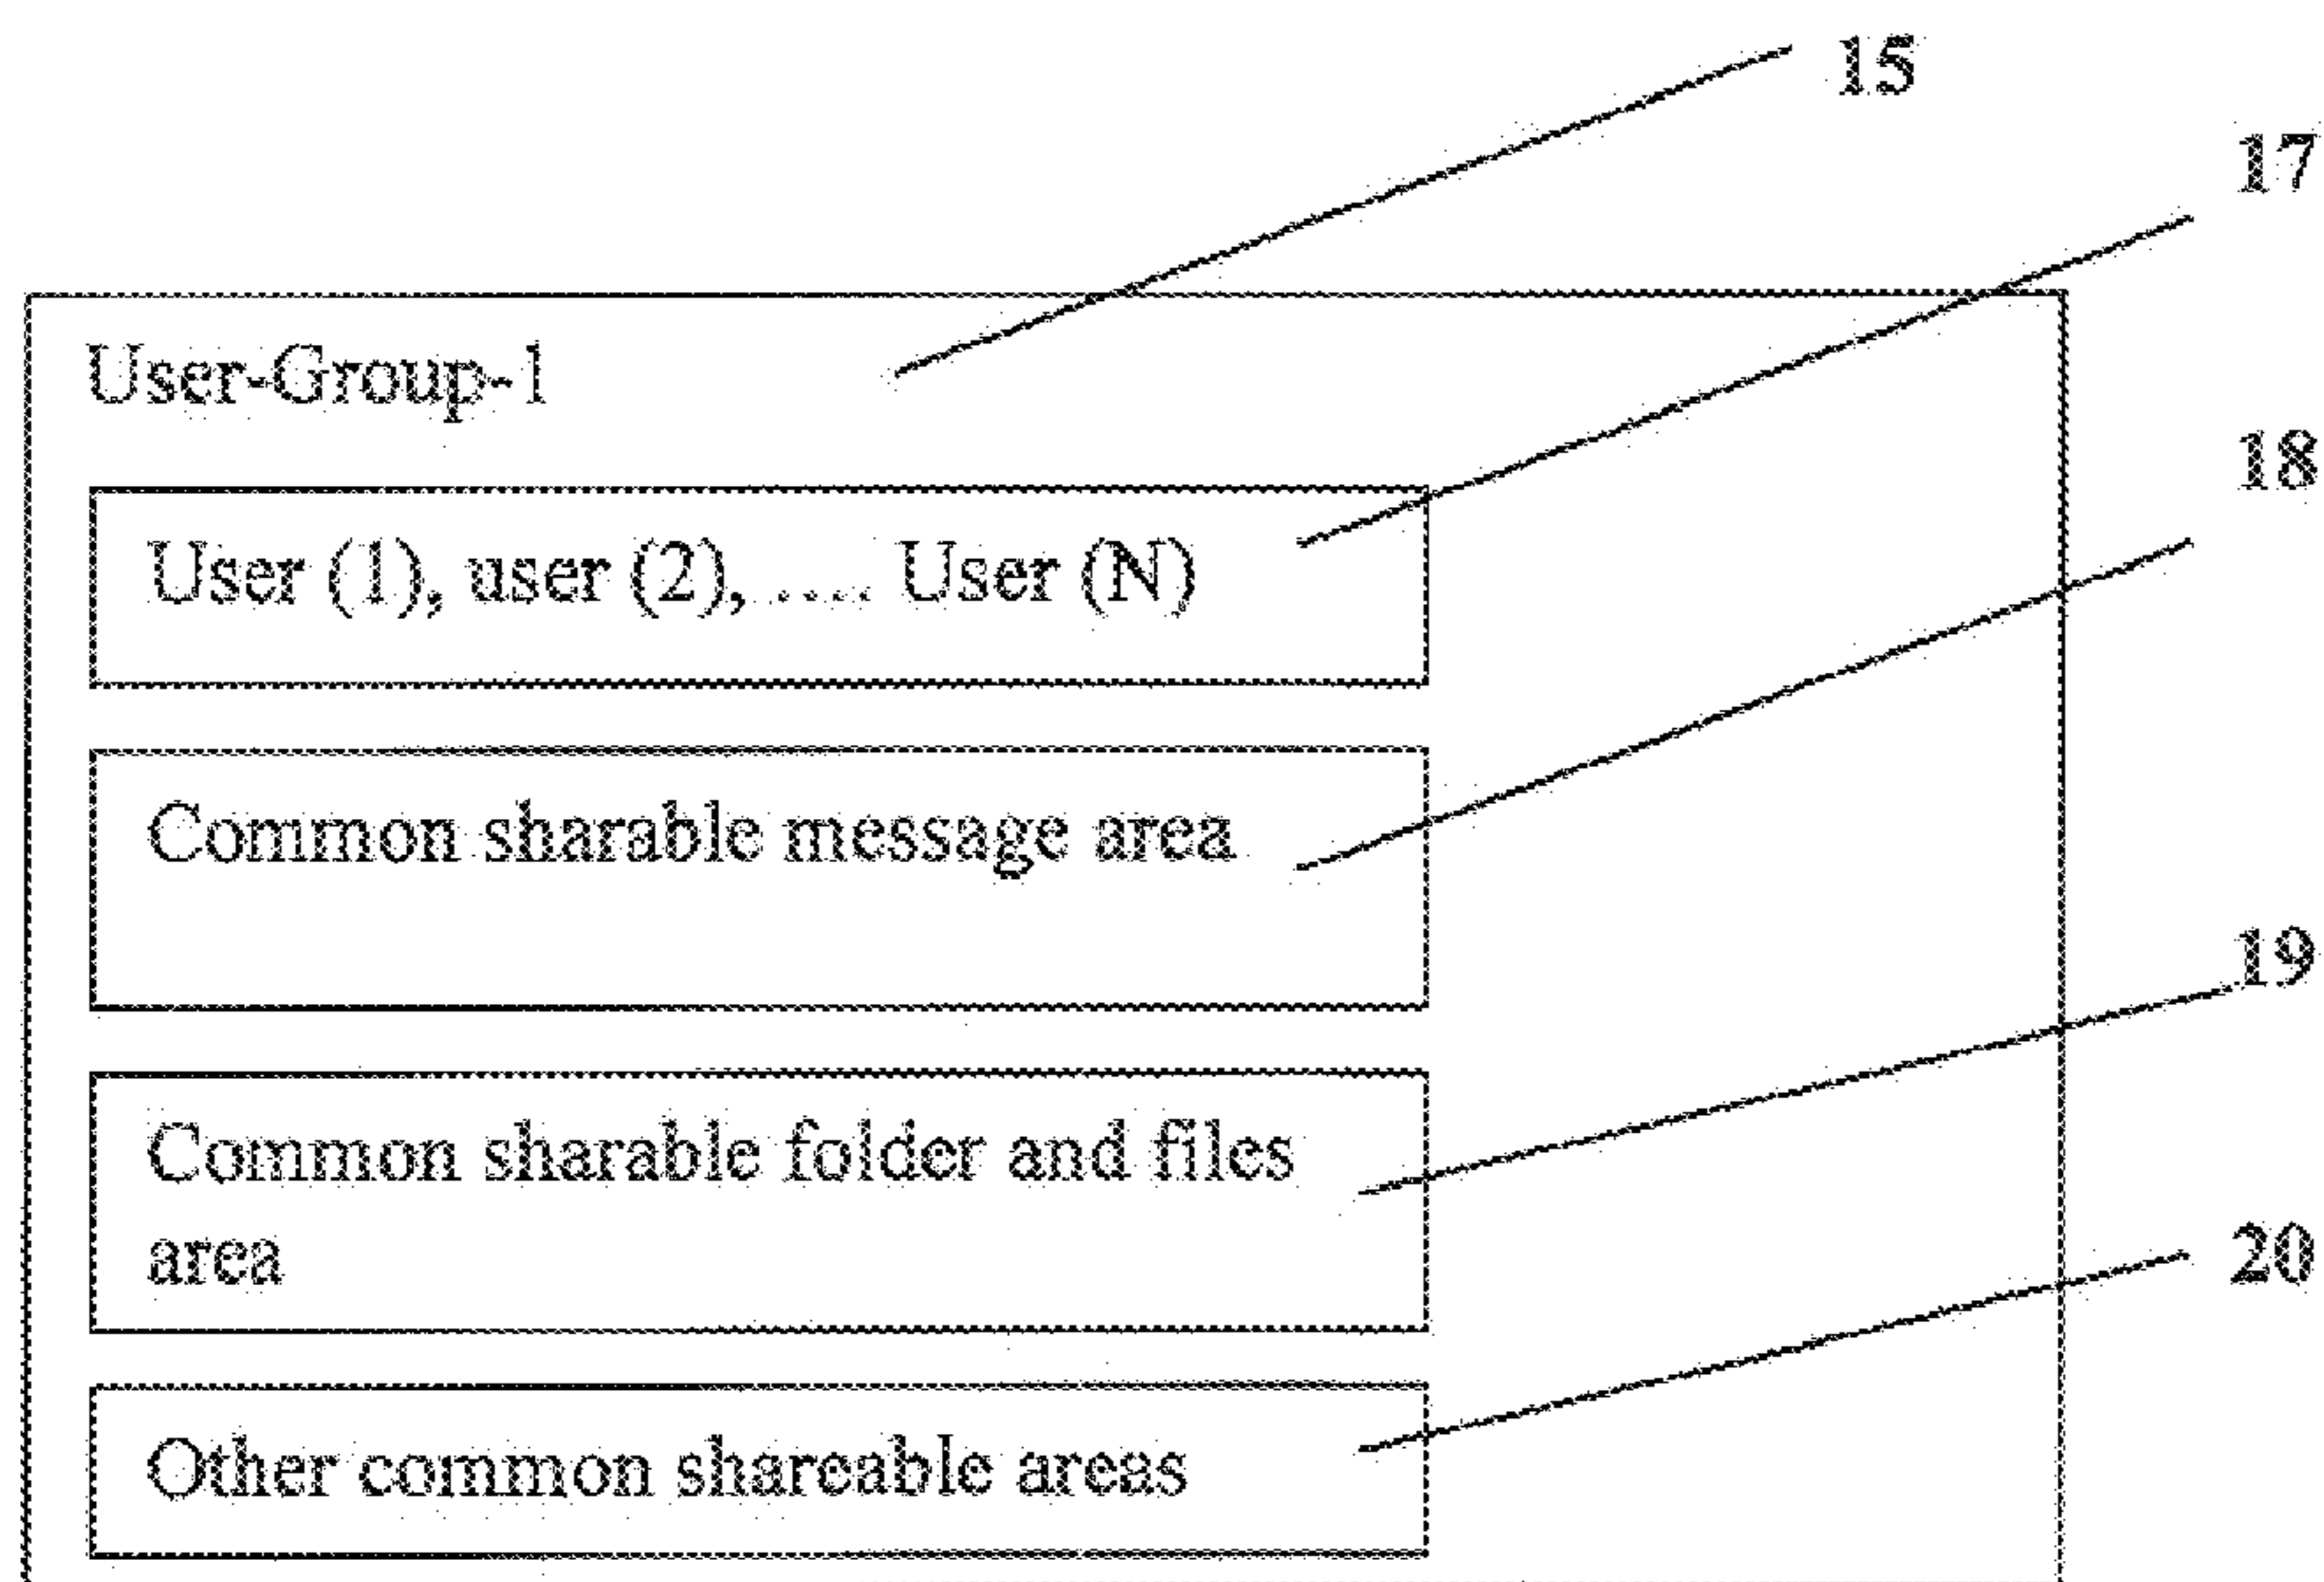 15
17
User-Group-1
18
User (1), user (2), ..... User (N)
Common sharable message area
19
Common sharable folder and files
area
20
Other common shareable areas